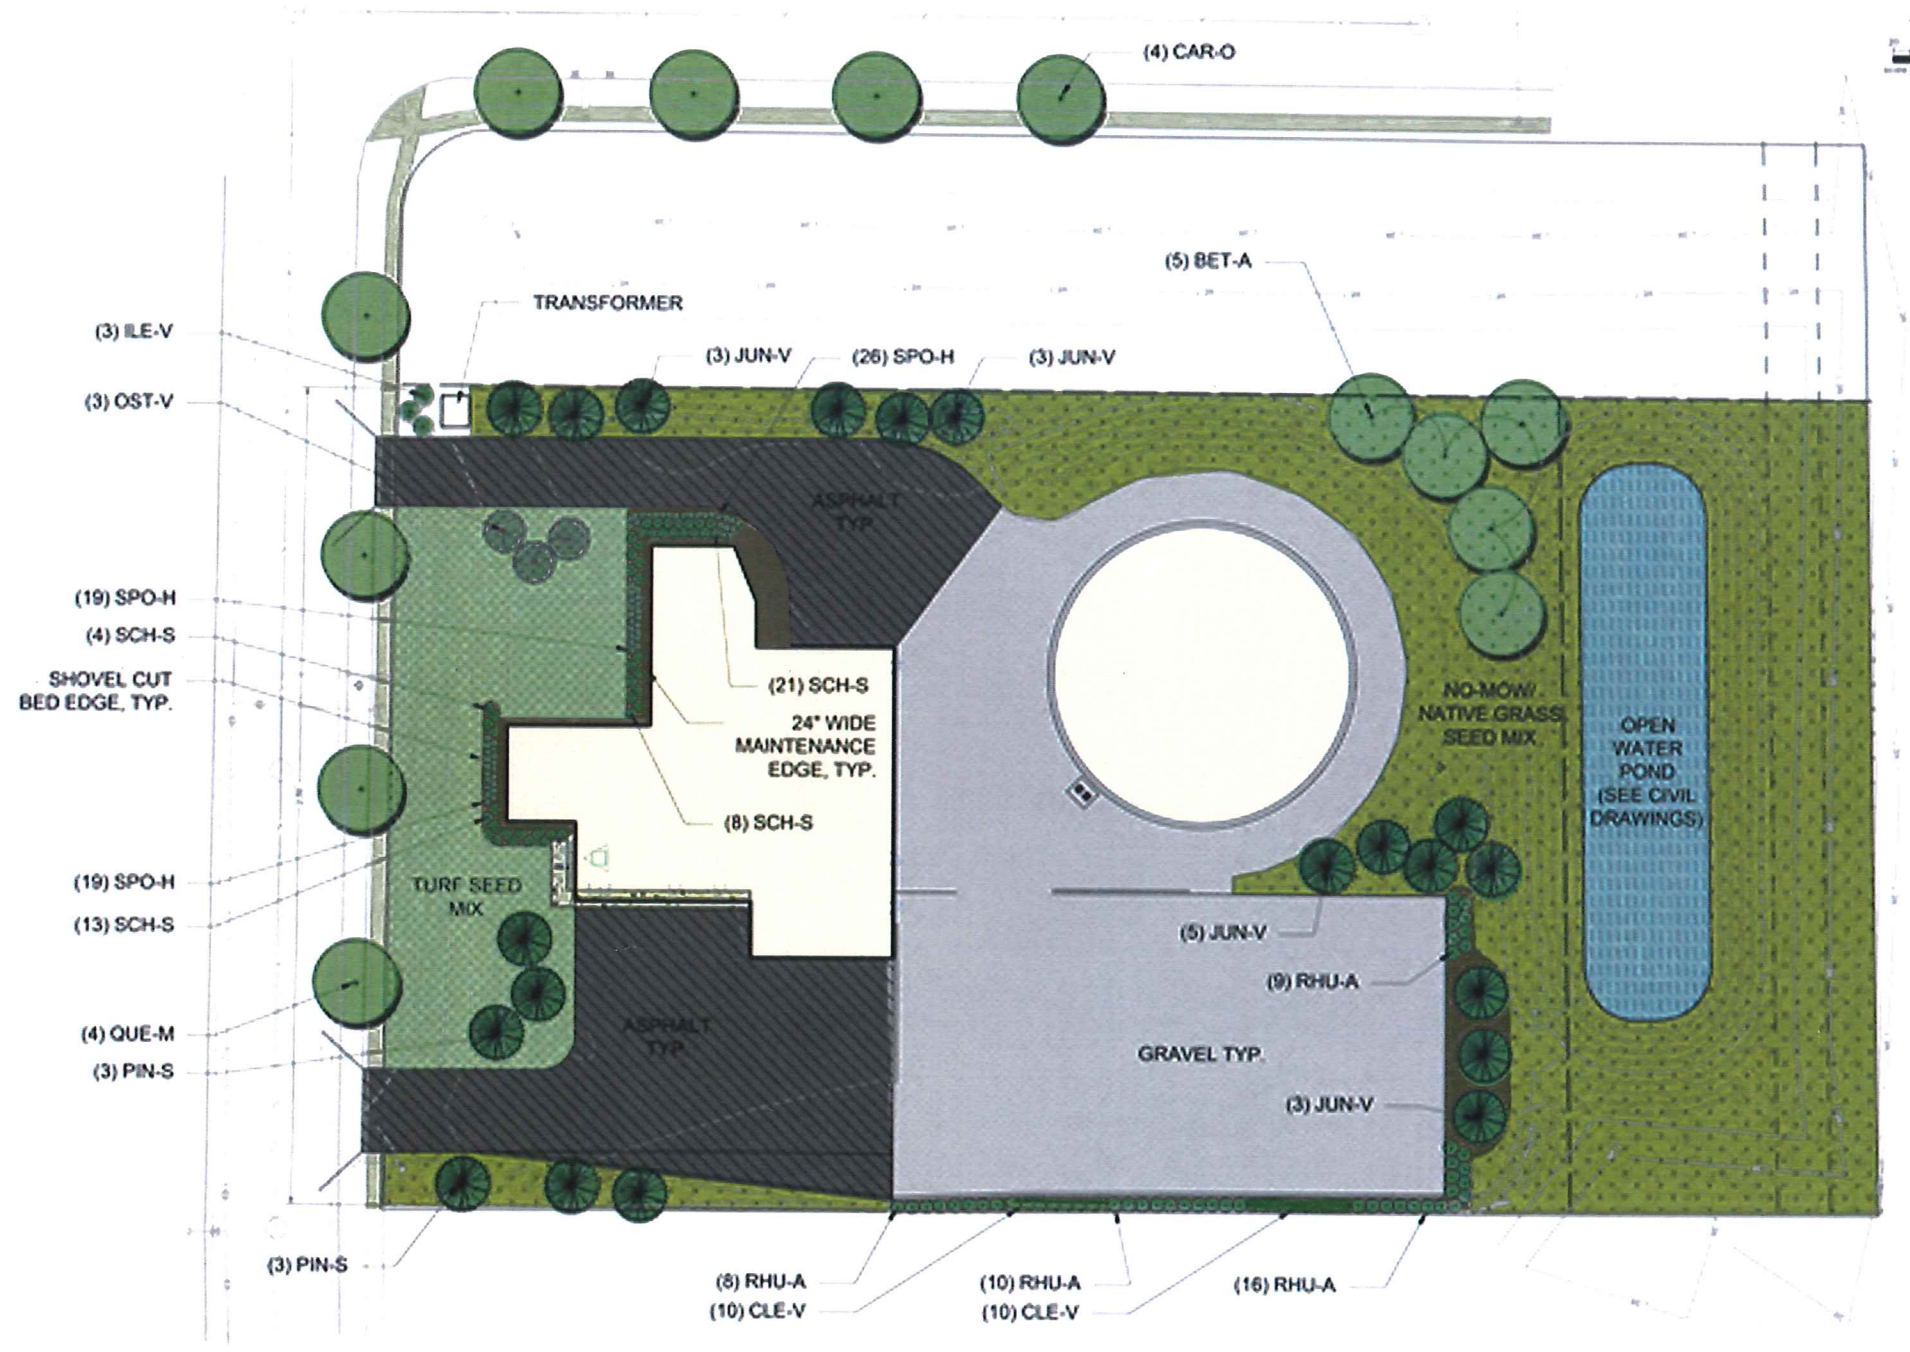 (4) CAR-O
(5) BET-A
TRANSFORMER
(3) ILE-V
(3) JUN-V
(26) SPO-H
(3) JUN-V
(3) OST-V
ASPHALT
TYP.
(19) SPO-H
(4) SCH-S
SHOVEL CUT
BED EDGE, TYP.
(21) SCH-S
24" WIDE
MAINTENANCE
EDGE, TYP.
NO-MOW/
NATIVE GRASS
SEED MIX
OPEN
WATER
POND
(SEE CIVIL
DRAWINGS)
(8) SCH-S
(19) SPO-H
TURF SEED
MIX
(13) SCH-S
(5) JUN-V
(9) RHU-A
(4) QUE-M
ASPHALT
TYP.
GRAVEL TYP.
(3) PIN-S
(3) JUN-V
(3) PIN-S
(8) RHU-A
(10) RHU-A
(16) RHU-A
(10) CLE-V
(10) CLE-V